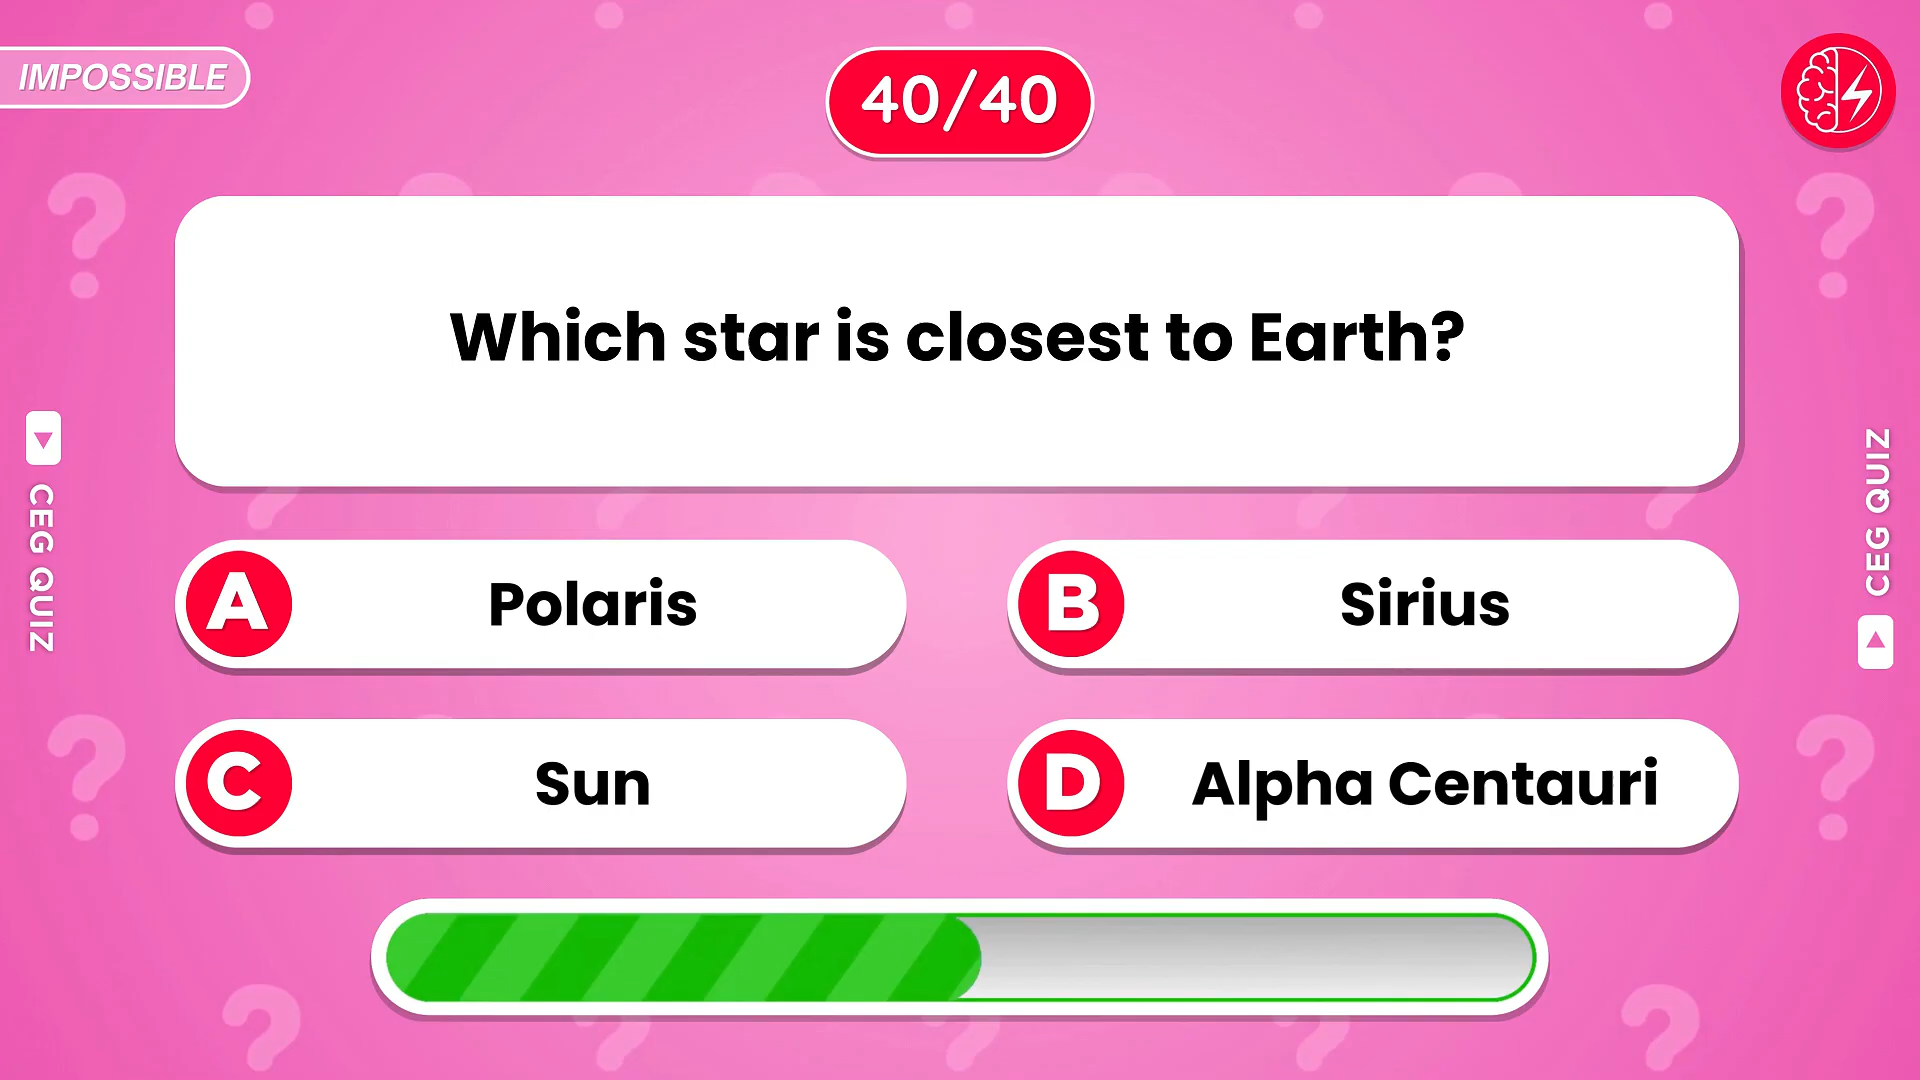 IMPOSSIBLE
40/40
Which star is closest to Earth?
A Polaris
B Sirius
C Sun
D Alpha Centauri
CEG QUIZ
CEG QUIZ